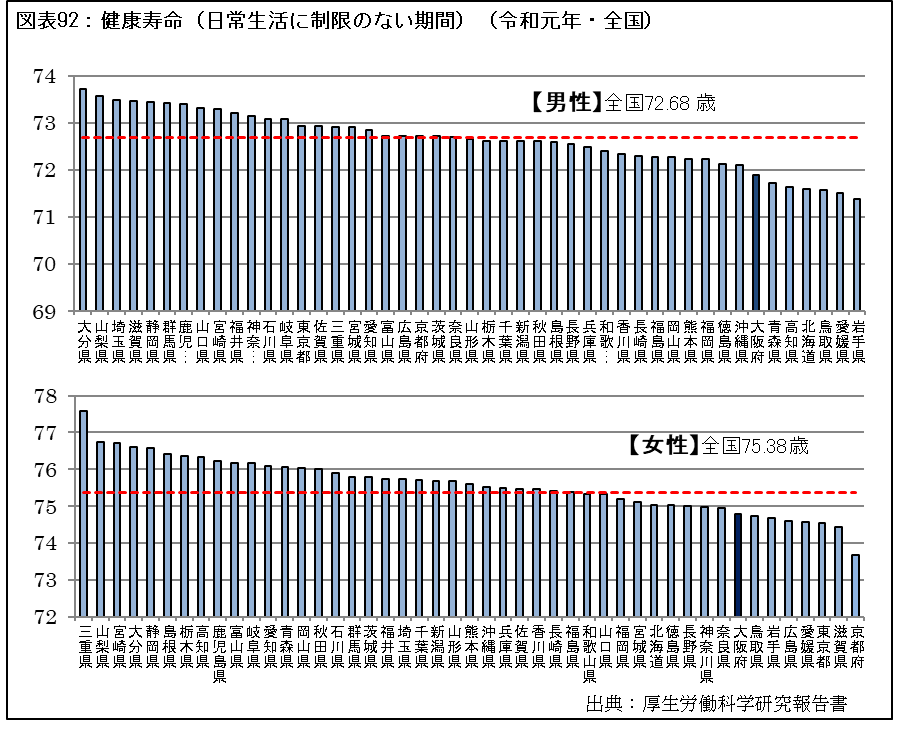 図表92：健康寿命（日常生活に制限のない期間）（令和元年・全国）
74
73
72
71
70
69
【男性】全国72.68 歳
大分県 山梨県 埼玉県 滋賀県 静岡県 群馬県 鹿児… 山口県 宮崎県 福井県 神奈… 石川県 岐阜県 東京都 佐賀県 三重県 宮城県 愛知県 富山県 広島県 京都府 茨城県 奈良県 山形県 栃木県 千葉県 新潟県 秋田県 島根県 長野県 兵庫県 和歌… 香川県 長崎県 福島県 岡山県 熊本県 福岡県 徳島県 沖縄県 大阪府 青森県 高知県 北海道 鳥取県 愛媛県 岩手県
78
77
76
75
74
73
72
【女性】全国75.38歳
三重県 山梨県 宮崎県 大分県 静岡県 島根県 栃木県 高知県 鹿児島県 富山県 岐阜県 愛知県 青森県 岡山県 秋田県 石川県 群馬県 茨城県 福井県 埼玉県 千葉県 新潟県 山形県 熊本県 沖縄県 兵庫県 佐賀県 香川県 長崎県 福島県 和歌山県 山口県 福岡県 宮城県 北海道 徳島県 長野県 神奈川県 奈良県 大阪府 鳥取県 岩手県 広島県 愛媛県 東京都 滋賀県 京都府
出典：厚生労働科学研究報告書